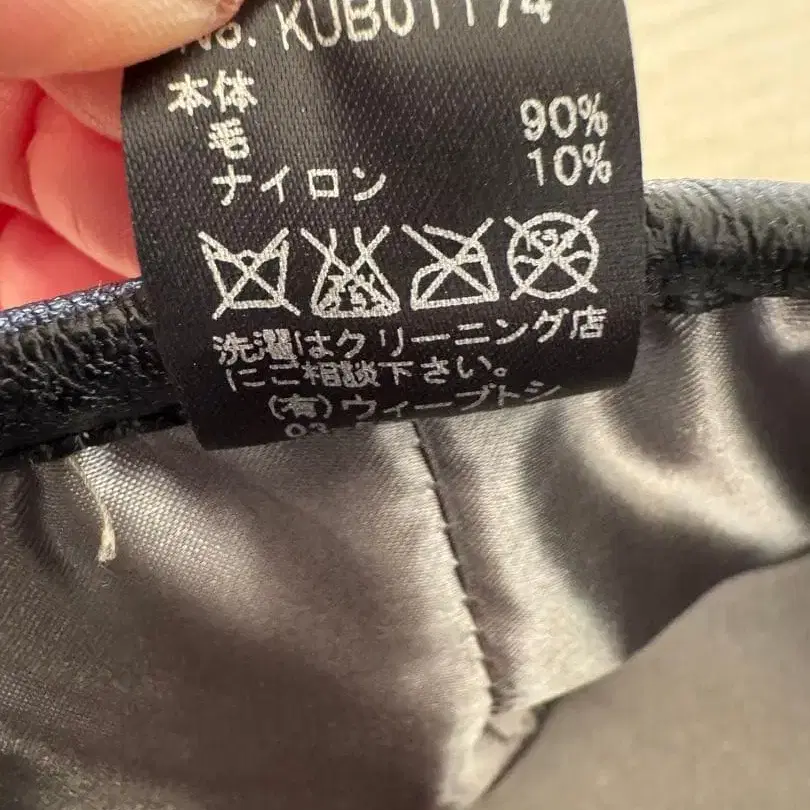 No. KUB01174
本体
毛 90%
ナイロン 10%
洗濯はクリーニング店
にご相談下さい。
(有)ウィーブトシ
03